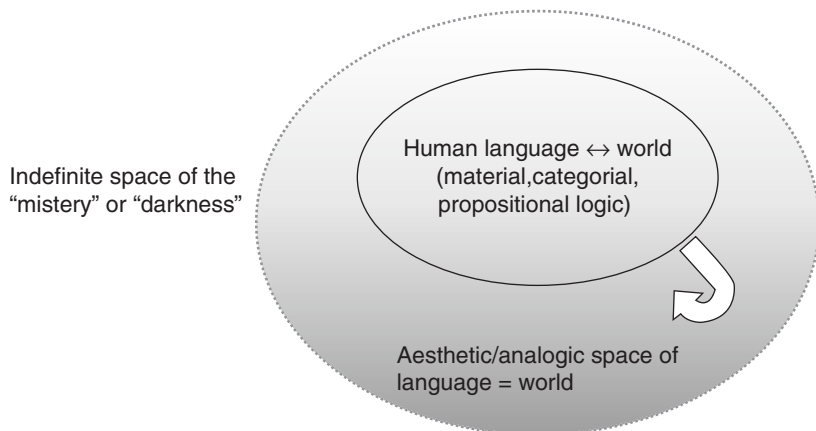 Indefinite space of the
“mistery” or “darkness”
Human language ↔ world
(material,categorial,
propositional logic)
Aesthetic/analogic space of
language = world